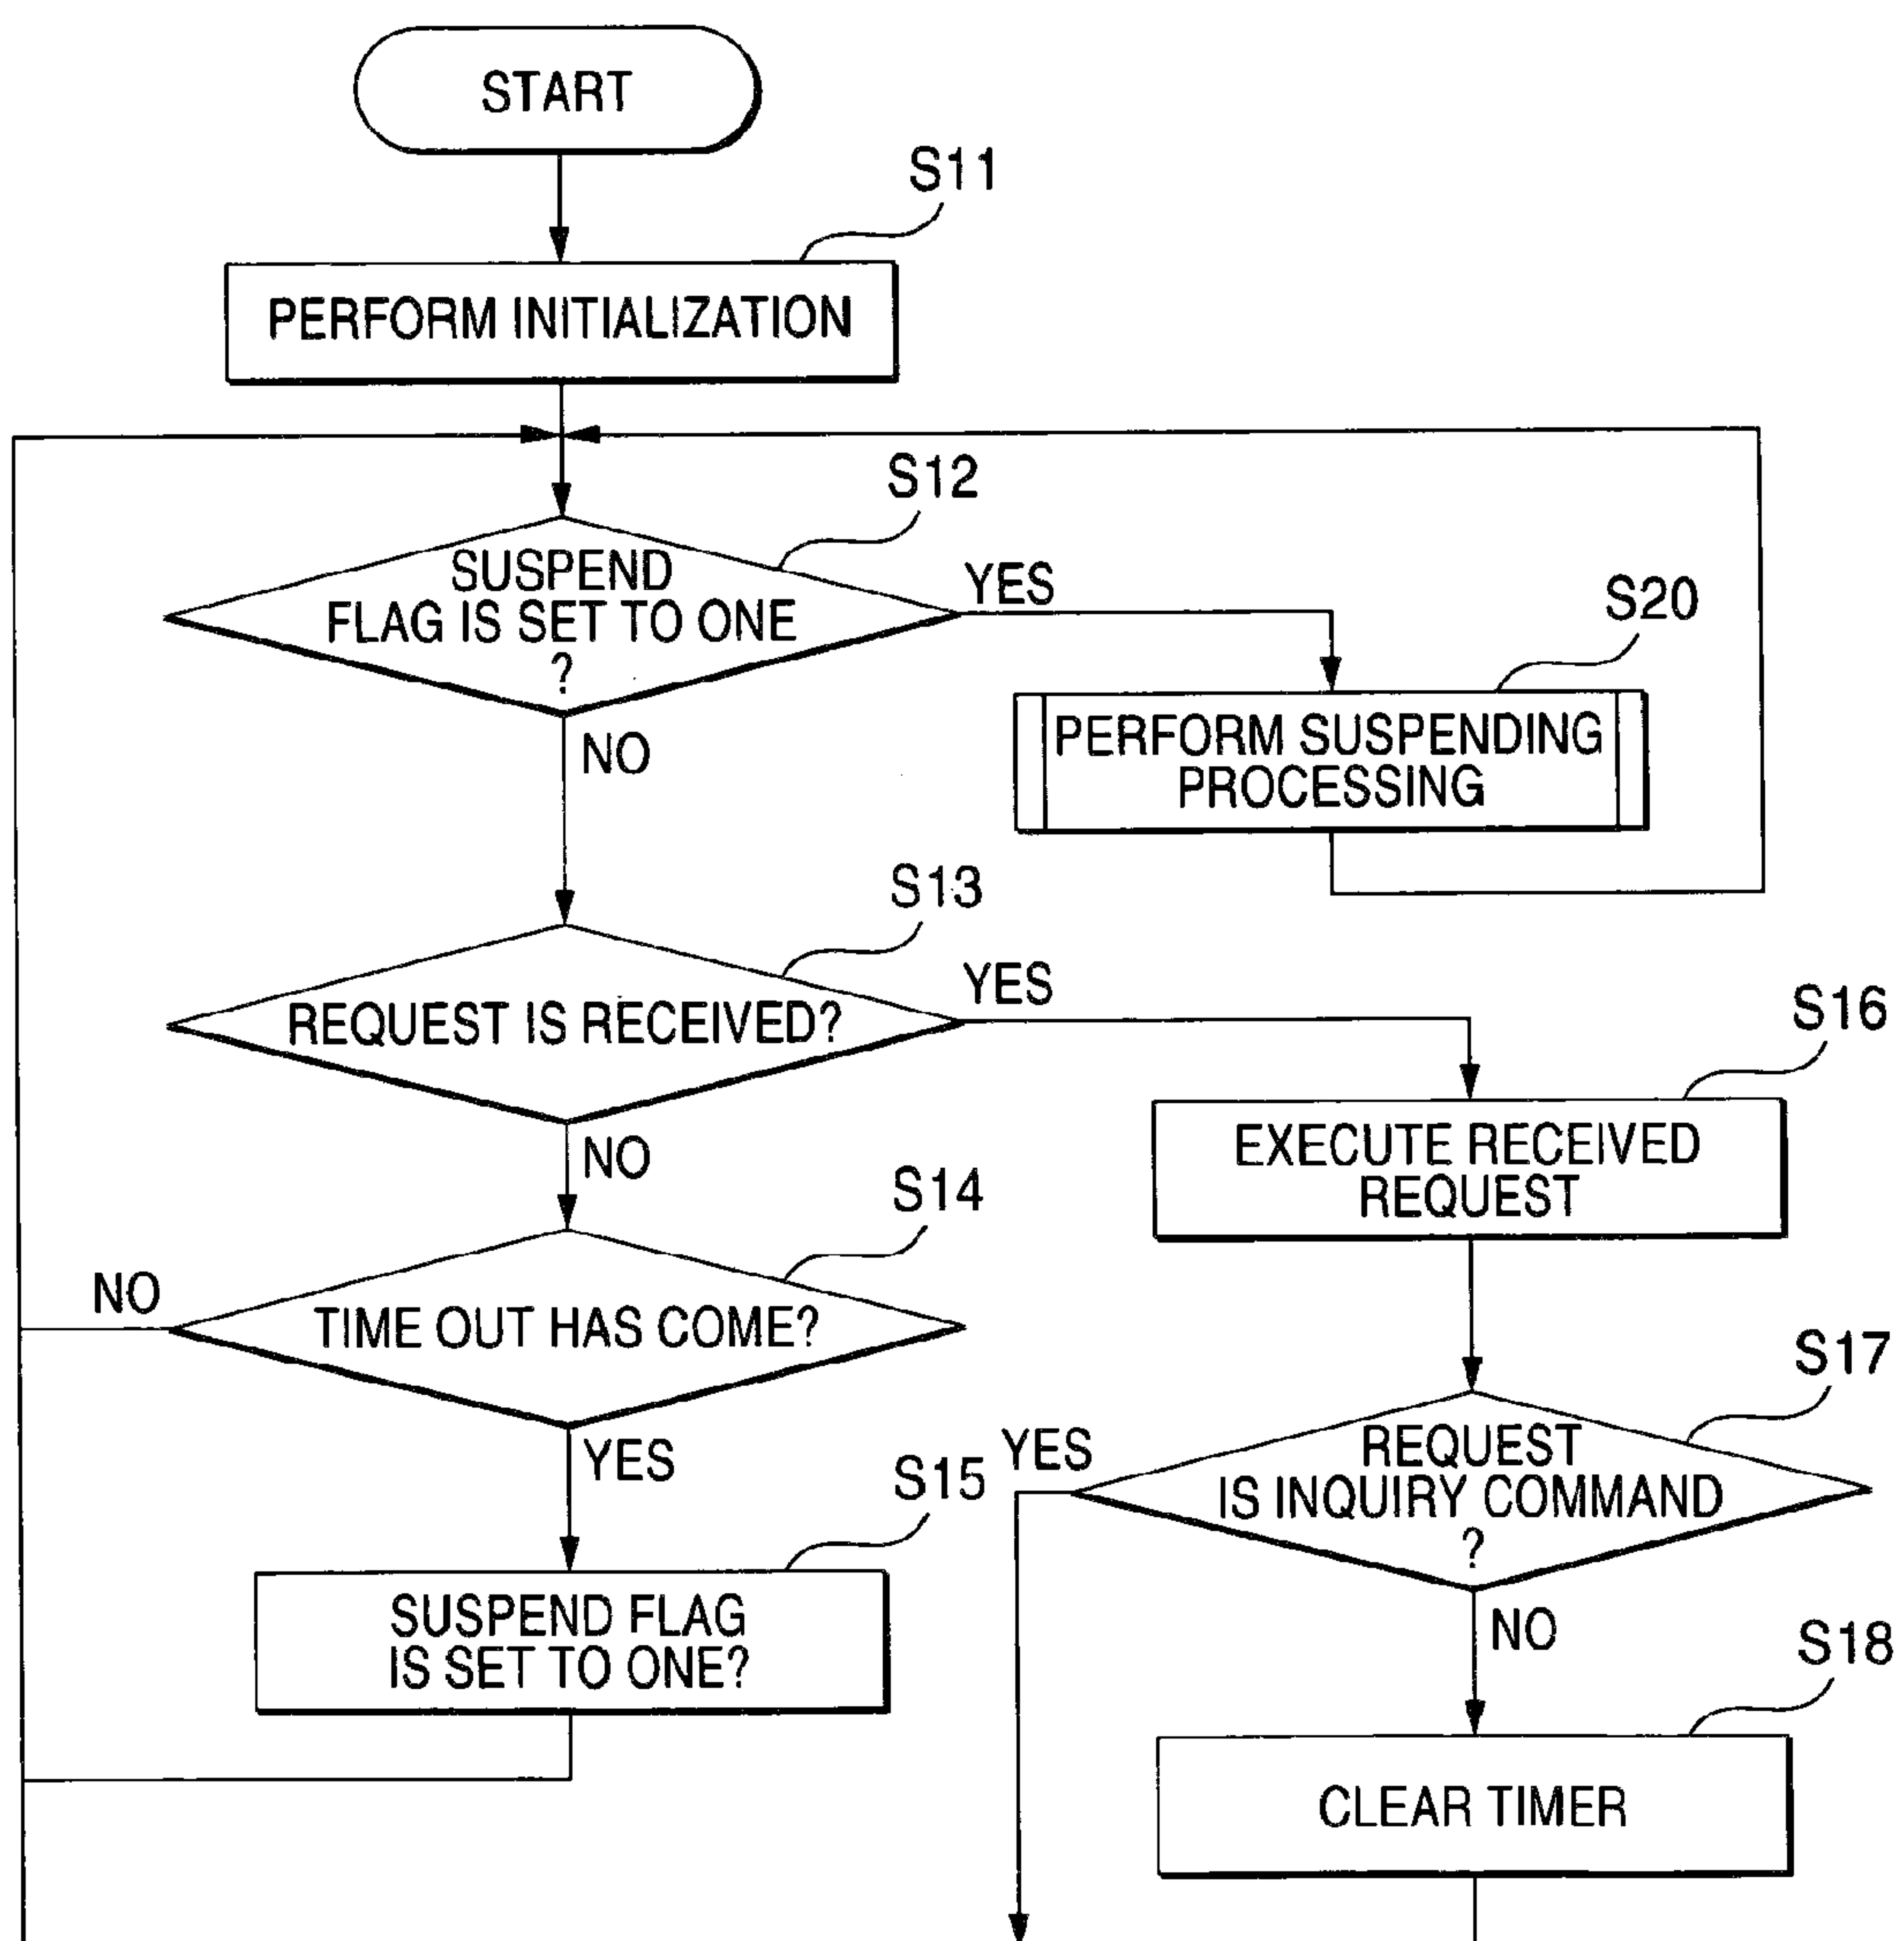 START
S11
PERFORM INITIALIZATION
S12
SUSPEND
FLAG IS SET TO ONE
?
YES
NO
S20
PERFORM SUSPENDING
PROCESSING
S13
REQUEST IS RECEIVED?
YES
NO
S16
EXECUTE RECEIVED
REQUEST
S14
TIME OUT HAS COME?
NO
YES
S17
REQUEST
IS INQUIRY COMMAND
?
YES
NO
S15
SUSPEND FLAG
IS SET TO ONE?
S18
CLEAR TIMER